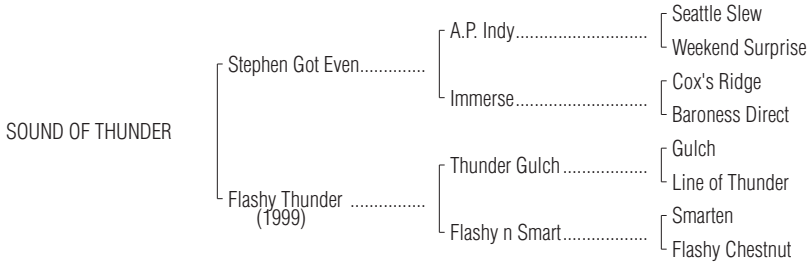 Seattle Slew
A.P. Indy..............................
Weekend Surprise
Stephen Got Even...............
Cox's Ridge
Immerse..............................
Baroness Direct
SOUND OF THUNDER
Gulch
Thunder Gulch ...................
Line of Thunder
Flashy Thunder .................
(1999)
Smarten
Flashy n Smart...................
Flashy Chestnut